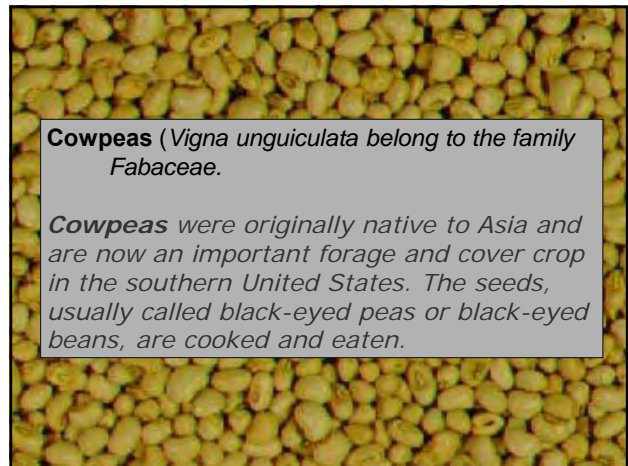 Cowpeas (Vigna unguiculata belong to the family
Fabaceae.
Cowpeas were originally native to Asia and
are now an important forage and cover crop
in the southern United States. The seeds,
usually called black-eyed peas or black-eyed
beans, are cooked and eaten.